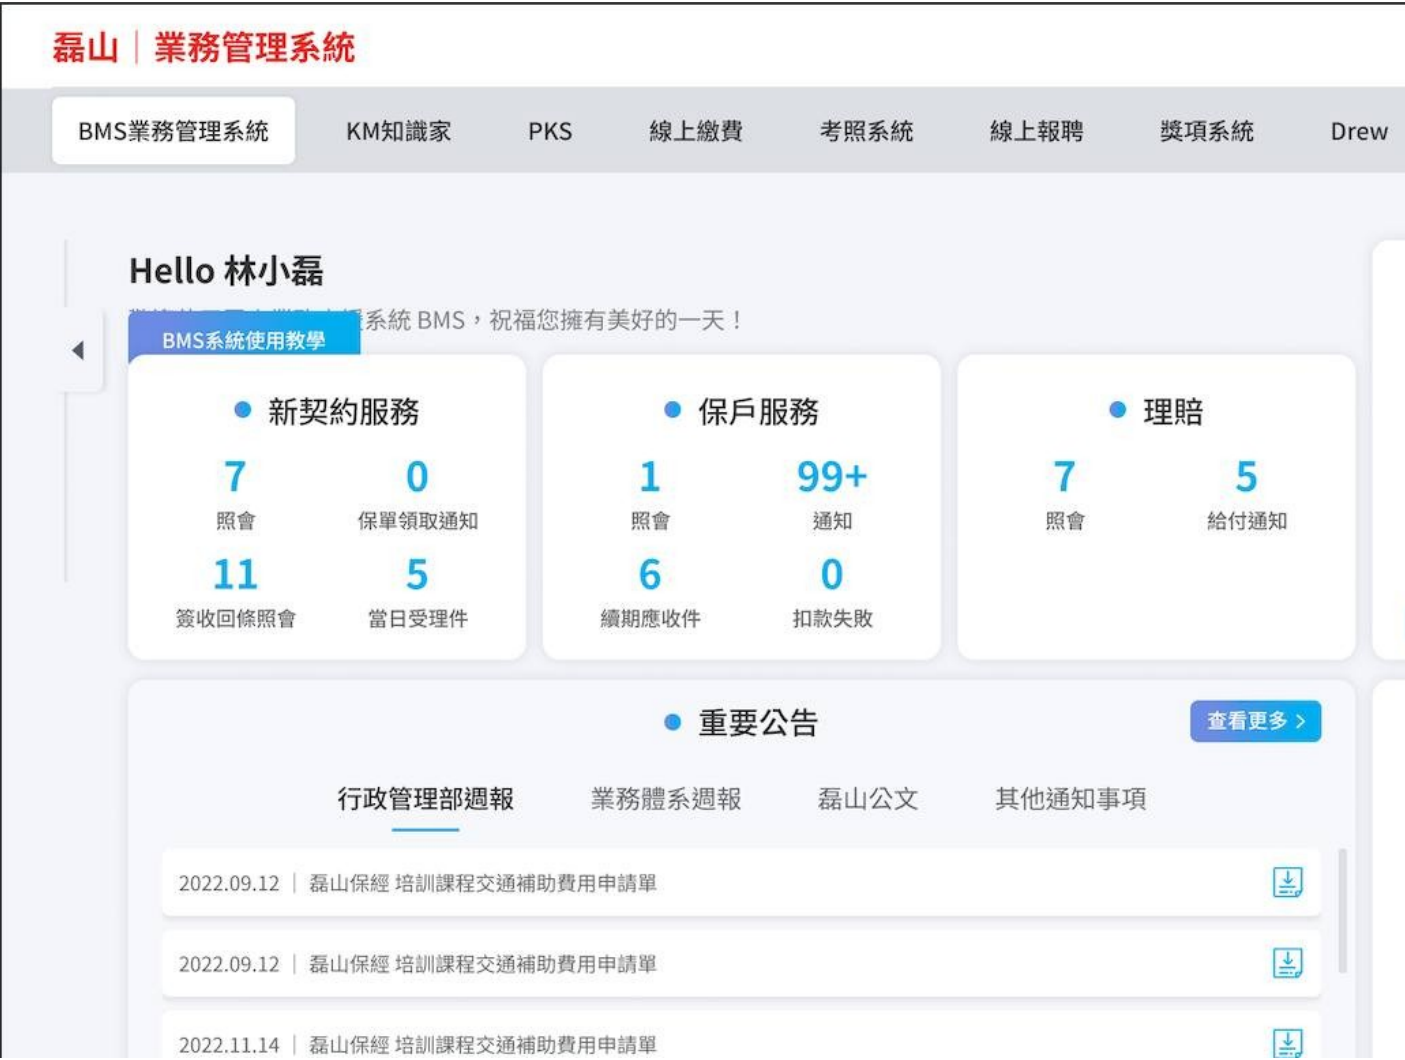 磊山｜業務管理系統
BMS業務管理系統 KM知識家 PKS 線上繳費 考照系統 線上報聘 獎項系統 Drew
Hello 林小磊
系統 BMS，祝福您擁有美好的一天！
BMS系統使用教學
新契約服務
7 0
照會 保單領取通知
11 5
簽收回條照會 當日受理件
保戶服務
1 99+
照會 通知
6 0
續期應收件 扣款失敗
理賠
7 5
照會 給付通知
重要公告
查看更多 >
行政管理部週報 業務體系週報 磊山公文 其他通知事項
2022.09.12｜磊山保經 培訓課程交通補助費用申請單
2022.09.12｜磊山保經 培訓課程交通補助費用申請單
2022.11.14｜磊山保經 培訓課程交通補助費用申請單